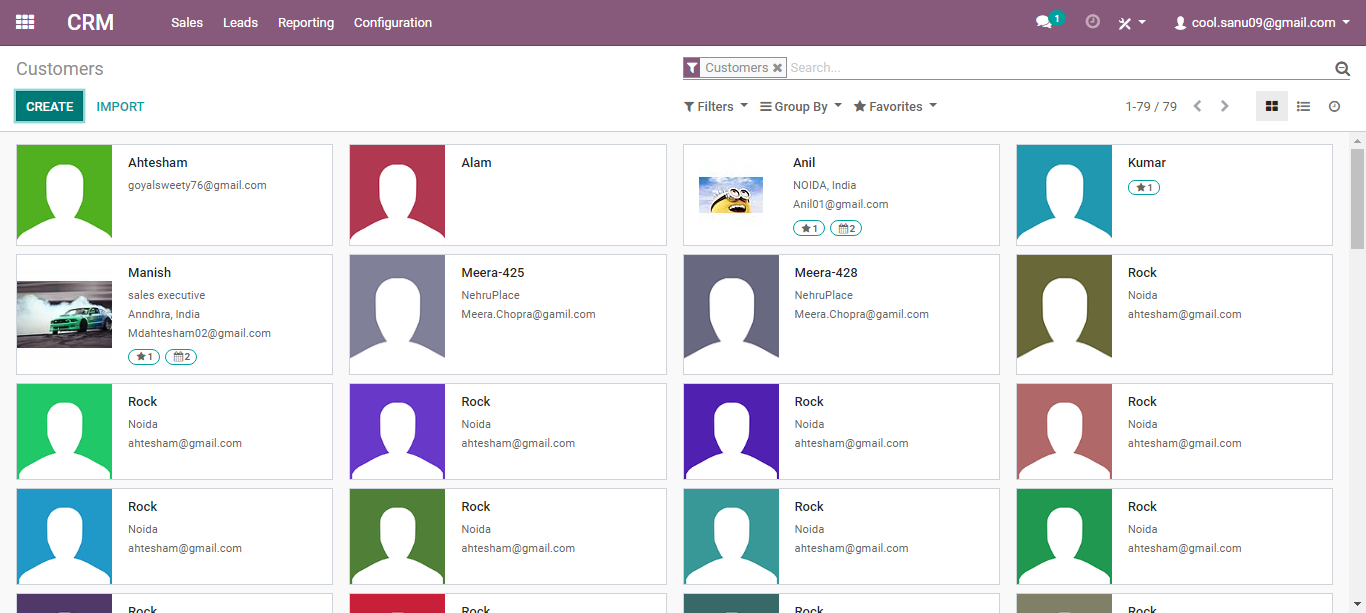 CRM Sales Leads Reporting Configuration 1 cool.sanu09@gmail.com
Customers
Customers Search...
CREATE IMPORT
Filters Group By Favorites 1-79 / 79
Ahtesham
goyalsweety76@gmail.com
Alam
Anil
NOIDA, India
Anil01@gmail.com
1 2
Kumar
1
Manish
sales executive
Anndhra, India
Mdahtesham02@gmail.com
1 2
Meera-425
NehruPlace
Meera.Chopra@gamil.com
Meera-428
NehruPlace
Meera.Chopra@gamil.com
Rock
Noida
ahtesham@gmail.com
Rock
Noida
ahtesham@gmail.com
Rock
Noida
ahtesham@gmail.com
Rock
Noida
ahtesham@gmail.com
Rock
Noida
ahtesham@gmail.com
Rock
Noida
ahtesham@gmail.com
Rock
Noida
ahtesham@gmail.com
Rock
Noida
ahtesham@gmail.com
Rock
Noida
ahtesham@gmail.com
Rock
Rock
Rock
Rock